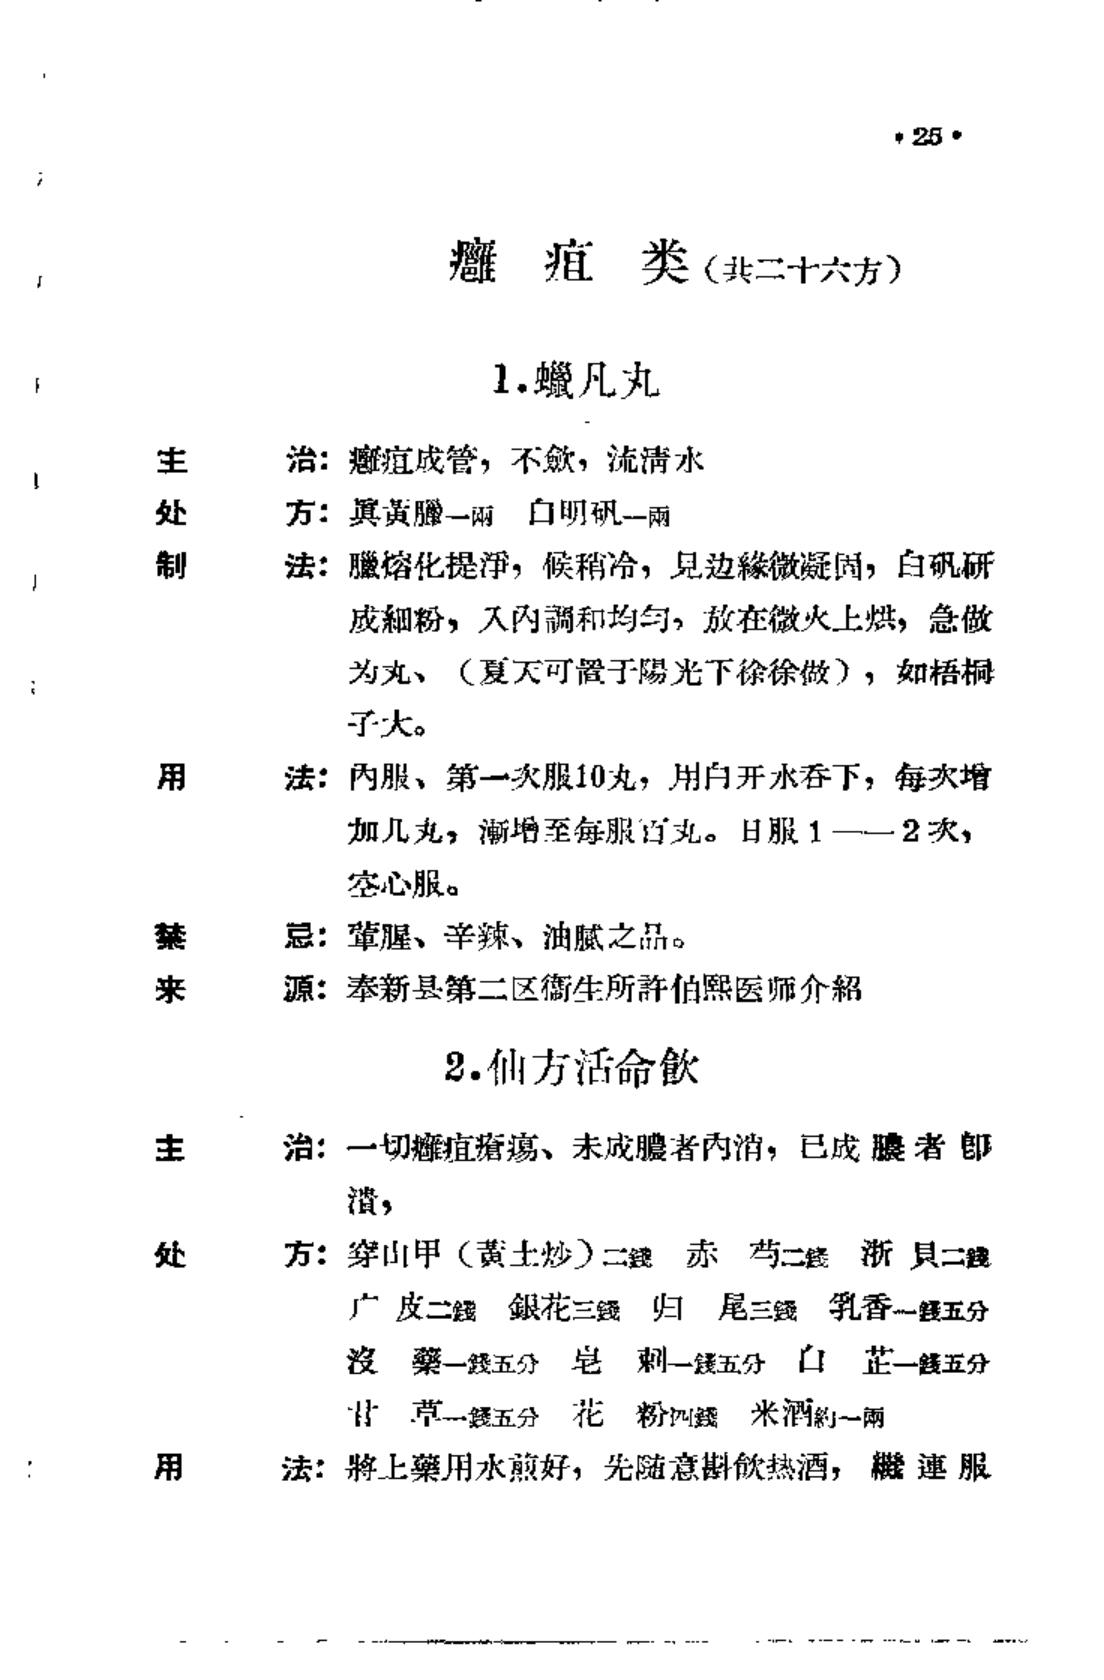 • 25 •
癰 疽 类（共二十六方）
1.蠟凡丸
主 治：癰疽成管，不歛，流清水
处 方：眞黃臘一兩 白明矾一兩
制 法：臘熔化提淨，候稍冷，見边緣微凝固，白矾研
成細粉，入內調和均勻，放在微火上烘，急做
为丸、（夏天可置于陽光下徐徐做），如梧桐
子大。
用 法：內服、第一次服10丸，用白开水吞下，每次增
加几丸，漸增至每服百丸。日服1——2次，
空心服。
禁 忌：葷腥、辛辣、油膩之品。
来 源：奉新县第二区衞生所許伯熙医师介紹
2.仙方活命飲
主 治：一切癰疽瘡瘍、未成膿者內消，已成膿者卽
潰，
处 方：穿山甲（黃土炒）二錢 赤 芍二錢 浙 貝二錢
广 皮二錢 銀花三錢 归 尾三錢 乳香一錢五分
沒 藥一錢五分 皂 刺一錢五分 白 芷一錢五分
甘 草一錢五分 花 粉四錢 米酒約一兩
用 法：將上藥用水煎好，先随意斟飲热酒，繼連服